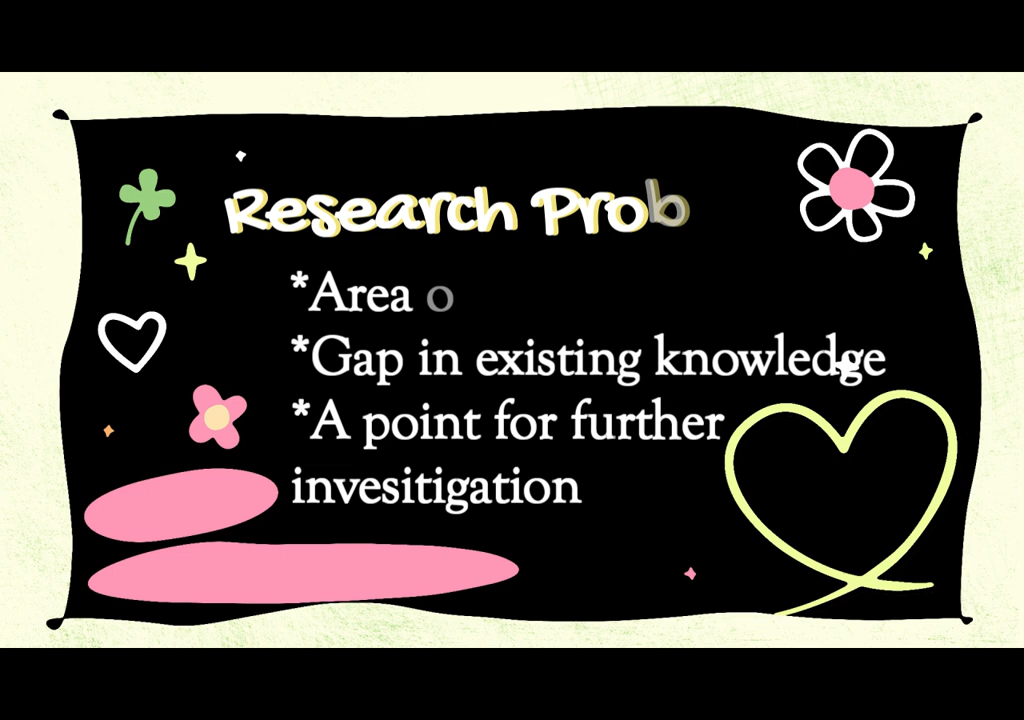 Research Prob
*Area o
*Gap in existing knowledge
*A point for further
invesitigation